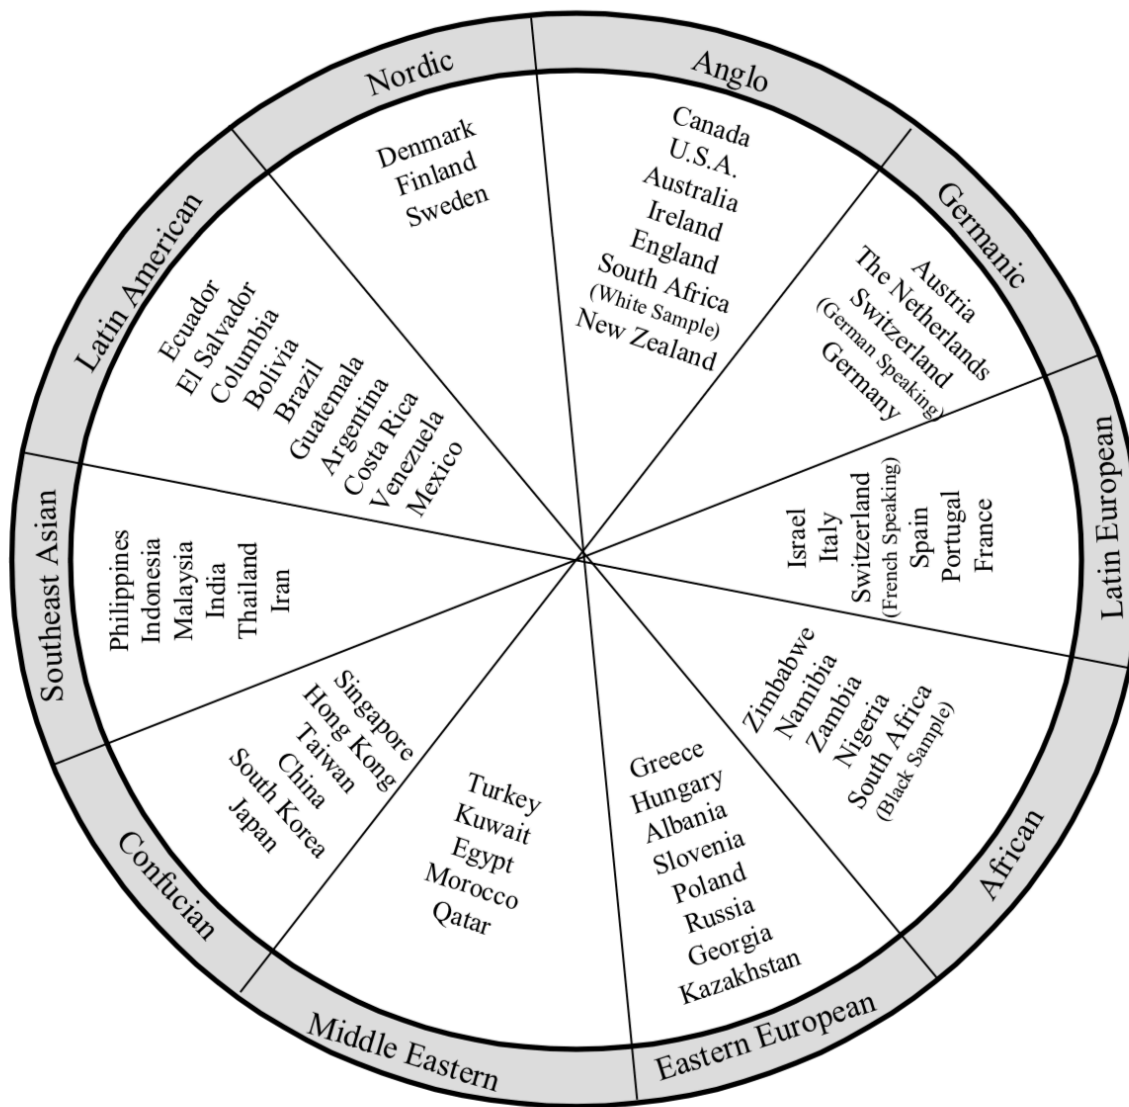 Nordic
Denmark
Finland
Sweden
Anglo
Canada
U.S.A.
Australia
Ireland
England
South Africa
(White Sample)
New Zealand
Germanic
Austria
The Netherlands
Switzerland
(German Speaking)
Germany
Latin European
Israel
Italy
Switzerland
(French Speaking)
Spain
Portugal
France
African
Zimbabwe
Namibia
Zambia
Nigeria
South Africa
(Black Sample)
Eastern European
Greece
Hungary
Albania
Slovenia
Poland
Russia
Georgia
Kazakhstan
Middle Eastern
Turkey
Kuwait
Egypt
Morocco
Qatar
Confucian
Singapore
Hong Kong
Taiwan
China
South Korea
Japan
Southeast Asian
Philippines
Indonesia
Malaysia
India
Thailand
Iran
Latin American
Ecuador
El Salvador
Columbia
Bolivia
Brazil
Guatemala
Argentina
Costa Rica
Venezuela
Mexico